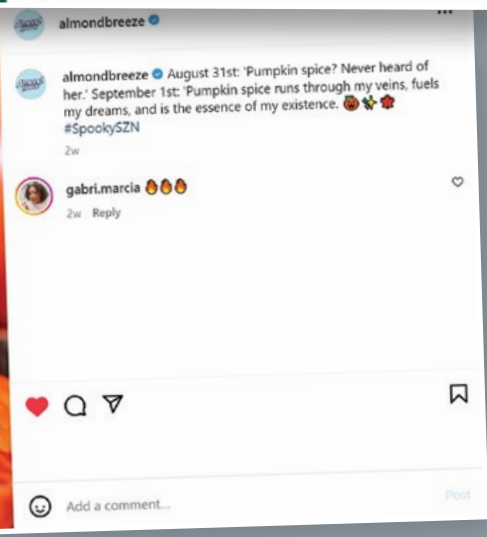 almondbreeze
almondbreeze August 31st: 'Pumpkin spice? Never heard of
her.' September 1st: 'Pumpkin spice runs through my veins, fuels
my dreams, and is the essence of my existence. 🎃✨🍁
#SpookySZN
2w
gabri.marcia 🔥🔥🔥
2w Reply
Add a comment...
Post